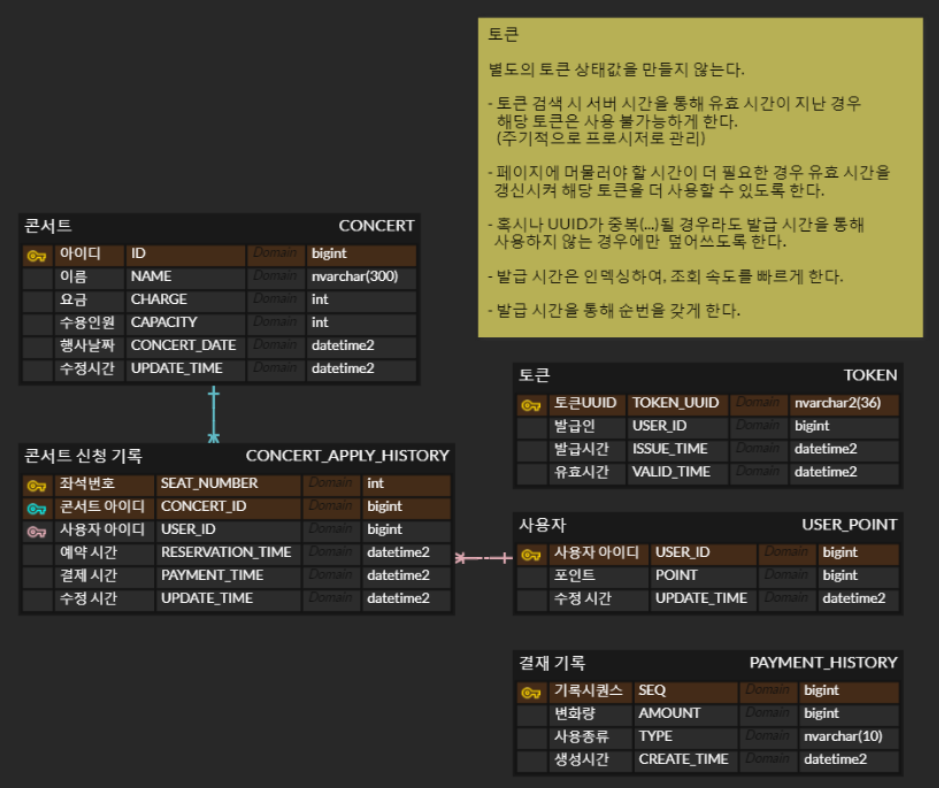 토큰
별도의 토큰 상태값을 만들지 않는다.
- 토큰 검색 시 서버 시간을 통해 유효 시간이 지난 경우
해당 토큰은 사용 불가능하게 한다.
(주기적으로 프로시저로 관리)
- 페이지에 머물러야 할 시간이 더 필요한 경우 유효 시간을
갱신시켜 해당 토큰을 더 사용할 수 있도록 한다.
- 혹시나 UUID가 중복(...)될 경우라도 발급 시간을 통해
사용하지 않는 경우에만 덮어쓰도록 한다.
- 발급 시간은 인덱싱하여, 조회 속도를 빠르게 한다.
- 발급 시간을 통해 순번을 갖게 한다.
콘서트 CONCERT
아이디 ID Domain bigint
이름 NAME Domain nvarchar(300)
요금 CHARGE Domain int
수용인원 CAPACITY Domain int
행사날짜 CONCERT_DATE Domain datetime2
수정시간 UPDATE_TIME Domain datetime2
콘서트 신청 기록 CONCERT_APPLY_HISTORY
좌석번호 SEAT_NUMBER Domain int
콘서트 아이디 CONCERT_ID Domain bigint
사용자 아이디 USER_ID Domain bigint
예약 시간 RESERVATION_TIME Domain datetime2
결제 시간 PAYMENT_TIME Domain datetime2
수정 시간 UPDATE_TIME Domain datetime2
토큰 TOKEN
토큰UUID TOKEN_UUID Domain nvarchar2(36)
발급인 USER_ID Domain bigint
발급시간 ISSUE_TIME Domain datetime2
유효시간 VALID_TIME Domain datetime2
사용자 USER_POINT
사용자 아이디 USER_ID Domain bigint
포인트 POINT Domain bigint
수정 시간 UPDATE_TIME Domain datetime2
결재 기록 PAYMENT_HISTORY
기록시퀀스 SEQ Domain bigint
변화량 AMOUNT Domain bigint
사용종류 TYPE Domain nvarchar(10)
생성시간 CREATE_TIME Domain datetime2